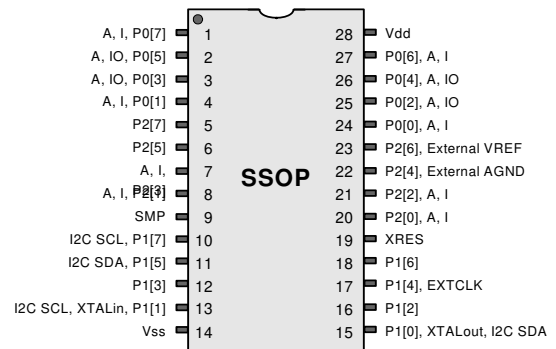 A, I, P0[7] 1 28 Vdd
A, IO, P0[5] 2 27 P0[6], A, I
A, IO, P0[3] 3 26 P0[4], A, IO
A, I, P0[1] 4 25 P0[2], A, IO
P2[7] 5 24 P0[0], A, I
P2[5] 6 23 P2[6], External VREF
A, I, 7 SSOP 22 P2[4], External AGND
P2[3]
A, I, P2[1] 8 21 P2[2], A, I
SMP 9 20 P2[0], A, I
I2C SCL, P1[7] 10 19 XRES
I2C SDA, P1[5] 11 18 P1[6]
P1[3] 12 17 P1[4], EXTCLK
I2C SCL, XTALin, P1[1] 13 16 P1[2]
Vss 14 15 P1[0], XTALout, I2C SDA